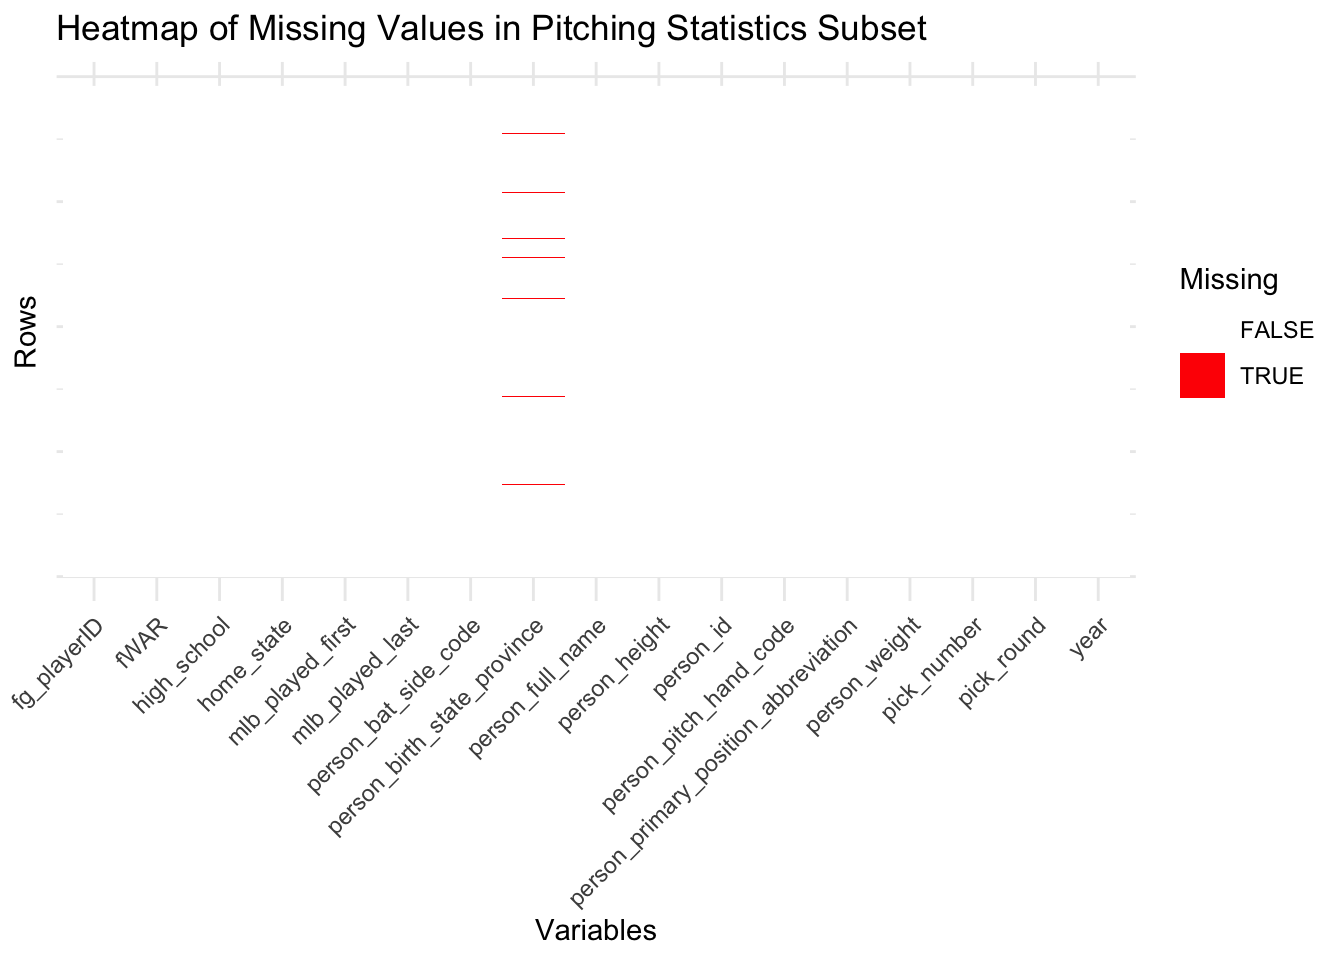 Heatmap of Missing Values in Pitching Statistics Subset
Rows
Missing
FALSE
TRUE
fg_playerID
fWAR
high_school
home_state
mlb_played_first
mlb_played_last
person_bat_side_code
person_birth_state_province
person_full_name
person_height
person_id
person_pitch_hand_code
person_primary_position_abbreviation
person_weight
pick_number
pick_round
year
Variables